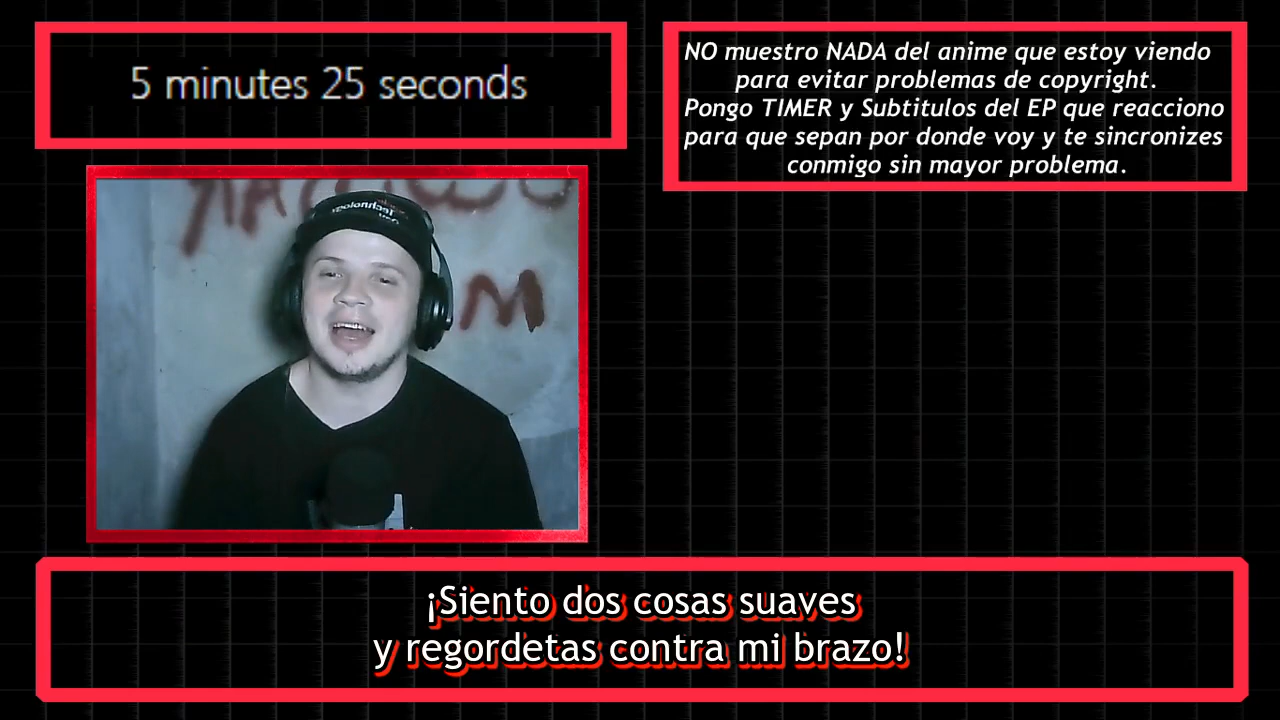 5 minutes 25 seconds
NO muestro NADA del anime que estoy viendo
para evitar problemas de copyright.
Pongo TIMER y Subtitulos del EP que reacciono
para que sepan por donde voy y te sincronizes
conmigo sin mayor problema.
¡Siento dos cosas suaves
y regordetas contra mi brazo!